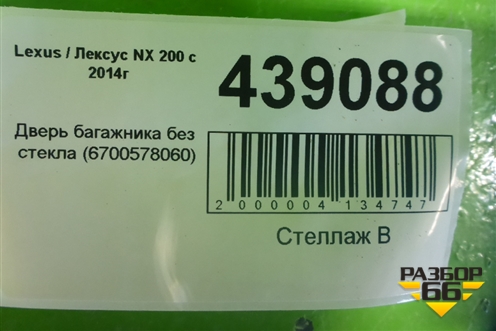 Lexus / Лексус NX 200 с
2014г
439088
Дверь багажника без
стекла (6700578060)
2 000004 134747
Стеллаж В
РАЗБОР
66